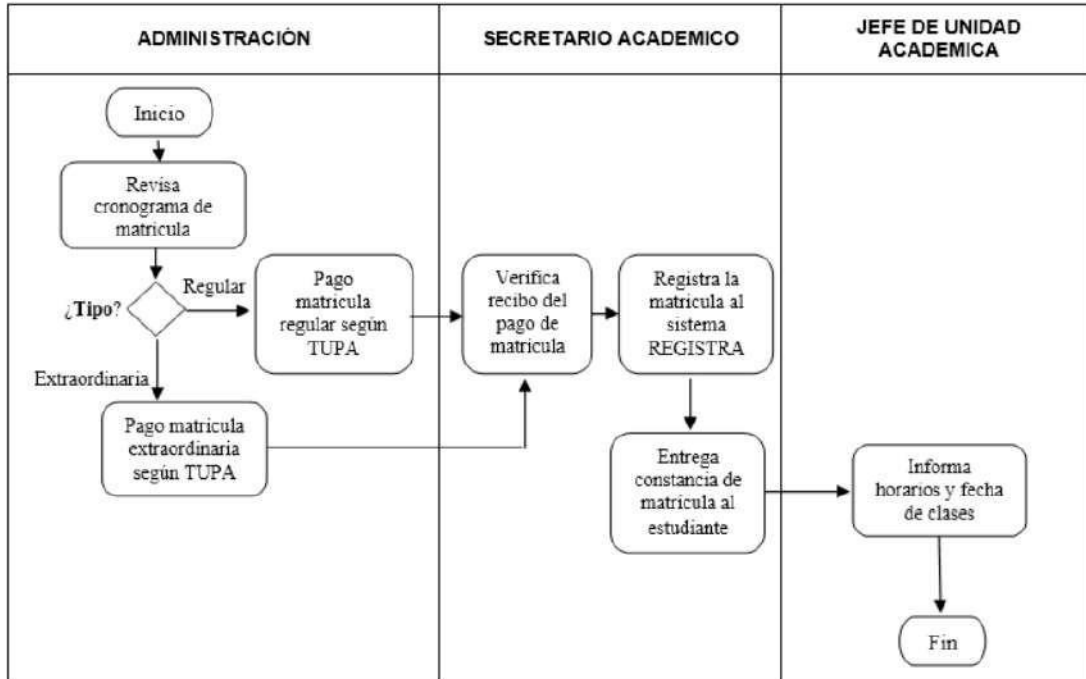 ADMINISTRACIÓN
SECRETARIO ACADEMICO
JEFE DE UNIDAD
ACADEMICA
Inicio
Revisa
cronograma de
matricula
¿Tipo?
Regular
Extraordinaria
Pago
matricula
regular según
TUPA
Pago matricula
extraordinaria
según TUPA
Verifica
recibo del
pago de
matricula
Registra la
matricula al
sistema
REGISTRA
Entrega
constancia de
matricula al
estudiante
Informa
horarios y fecha
de clases
Fin